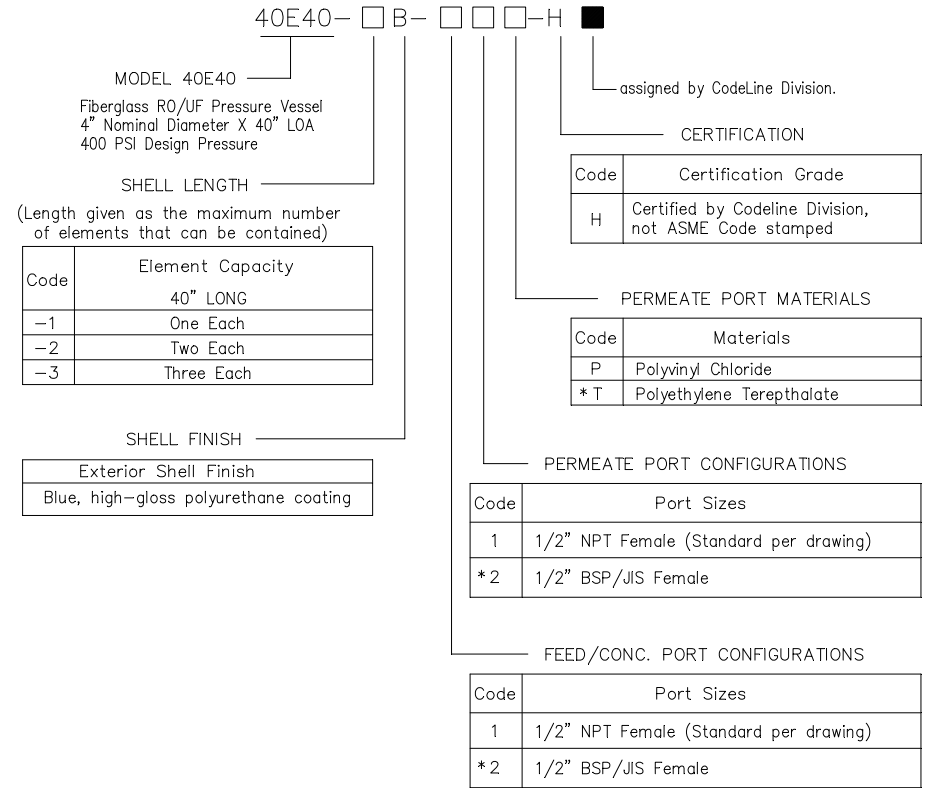 40E40-□B-□□□-H■
MODEL 40E40
Fiberglass RO/UF Pressure Vessel
4" Nominal Diameter X 40" LOA
400 PSI Design Pressure
assigned by CodeLine Division.
CERTIFICATION
Code Certification Grade
H Certified by Codeline Division,
not ASME Code stamped
SHELL LENGTH
(Length given as the maximum number
of elements that can be contained)
Code Element Capacity
40" LONG
-1 One Each
-2 Two Each
-3 Three Each
PERMEATE PORT MATERIALS
Code Materials
P Polyvinyl Chloride
*T Polyethylene Terepthalate
SHELL FINISH
Exterior Shell Finish
Blue, high-gloss polyurethane coating
PERMEATE PORT CONFIGURATIONS
Code Port Sizes
1 1/2" NPT Female (Standard per drawing)
*2 1/2" BSP/JIS Female
FEED/CONC. PORT CONFIGURATIONS
Code Port Sizes
1 1/2" NPT Female (Standard per drawing)
*2 1/2" BSP/JIS Female